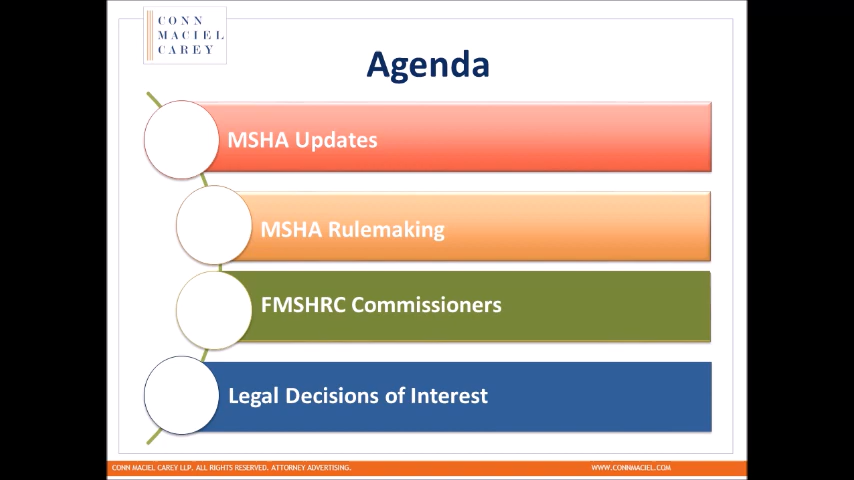 CONN
MACIEL
CAREY
Agenda
MSHA Updates
MSHA Rulemaking
FMSHRC Commissioners
Legal Decisions of Interest
CONN MACIEL CAREY LLP. ALL RIGHTS RESERVED. ATTORNEY ADVERTISING.
WWW.CONNMACIEL.COM